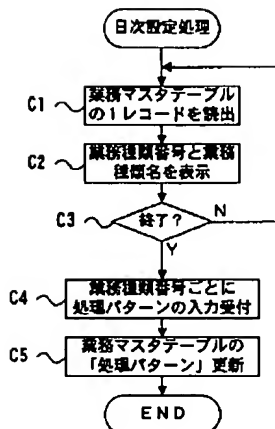 日次設定処理
C1
業務マスタテーブル
の1レコードを読出
C2
業務種類番号と業務
種類名を表示
C3
終了?
N
Y
C4
業務種類番号ごとに
処理パターンの入力受付
C5
業務マスタテーブルの
「処理パターン」更新
END